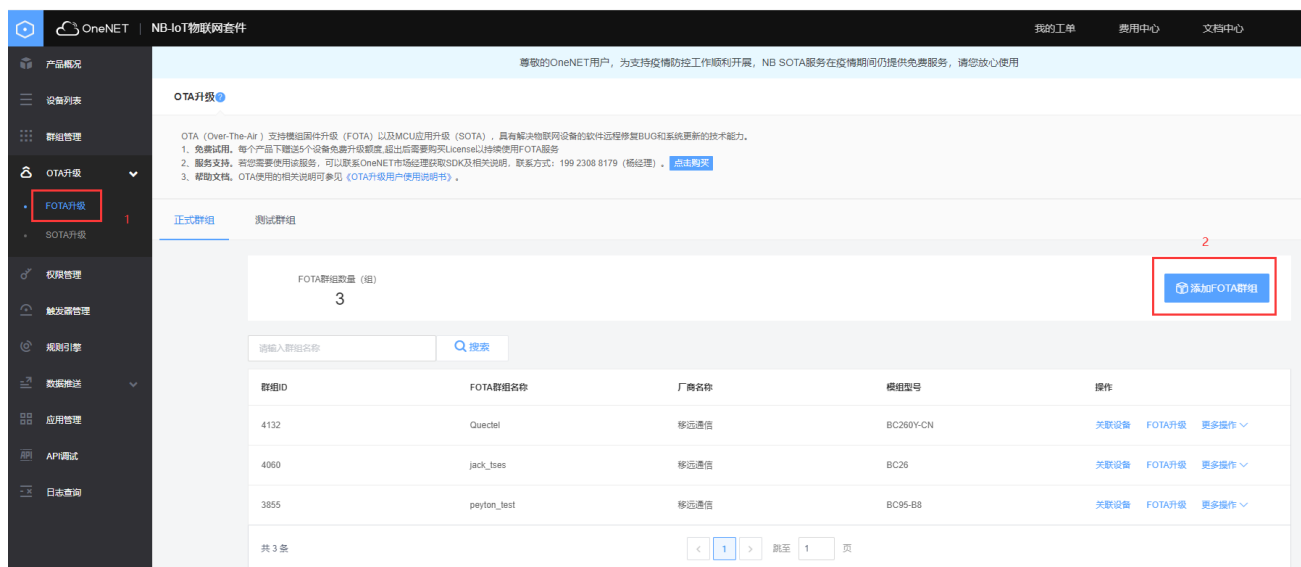 OneNET | NB-IoT物联网套件 我的工单 费用中心 文档中心
产品概况
设备列表
群组管理
OTA升级
FOTA升级
1
SOTA升级
权限管理
触发器管理
规则引擎
数据推送
应用管理
API API调试
日志查询
尊敬的OneNET用户，为支持疫情防控工作顺利开展，NB SOTA服务在疫情期间仍提供免费服务，请您放心使用
OTA升级?
OTA（Over-The-Air ）支持模组固件升级（FOTA）以及MCU应用升级（SOTA），具有解决物联网设备的软件远程修复BUG和系统更新的技术能力。
1、免费试用。每个产品下赠送5个设备免费升级额度,超出后需要购买License以持续使用FOTA服务
2、服务支持。若您需要使用该服务，可以联系OneNET市场经理获取SDK及相关说明，联系方式：199 2308 8179（杨经理）。 点击购买
3、帮助文档。OTA使用的相关说明可参见《OTA升级用户使用说明书》。
正式群组 测试群组
2
FOTA群组数量（组）
3
添加FOTA群组
请输入群组名称 搜索
群组ID FOTA群组名称 厂商名称 模组型号 操作
4132 Quectel 移远通信 BC260Y-CN 关联设备 FOTA升级 更多操作
4060 jack_tses 移远通信 BC26 关联设备 FOTA升级 更多操作
3855 peyton_test 移远通信 BC95-B8 关联设备 FOTA升级 更多操作
共 3 条 < 1 > 跳至 1 页